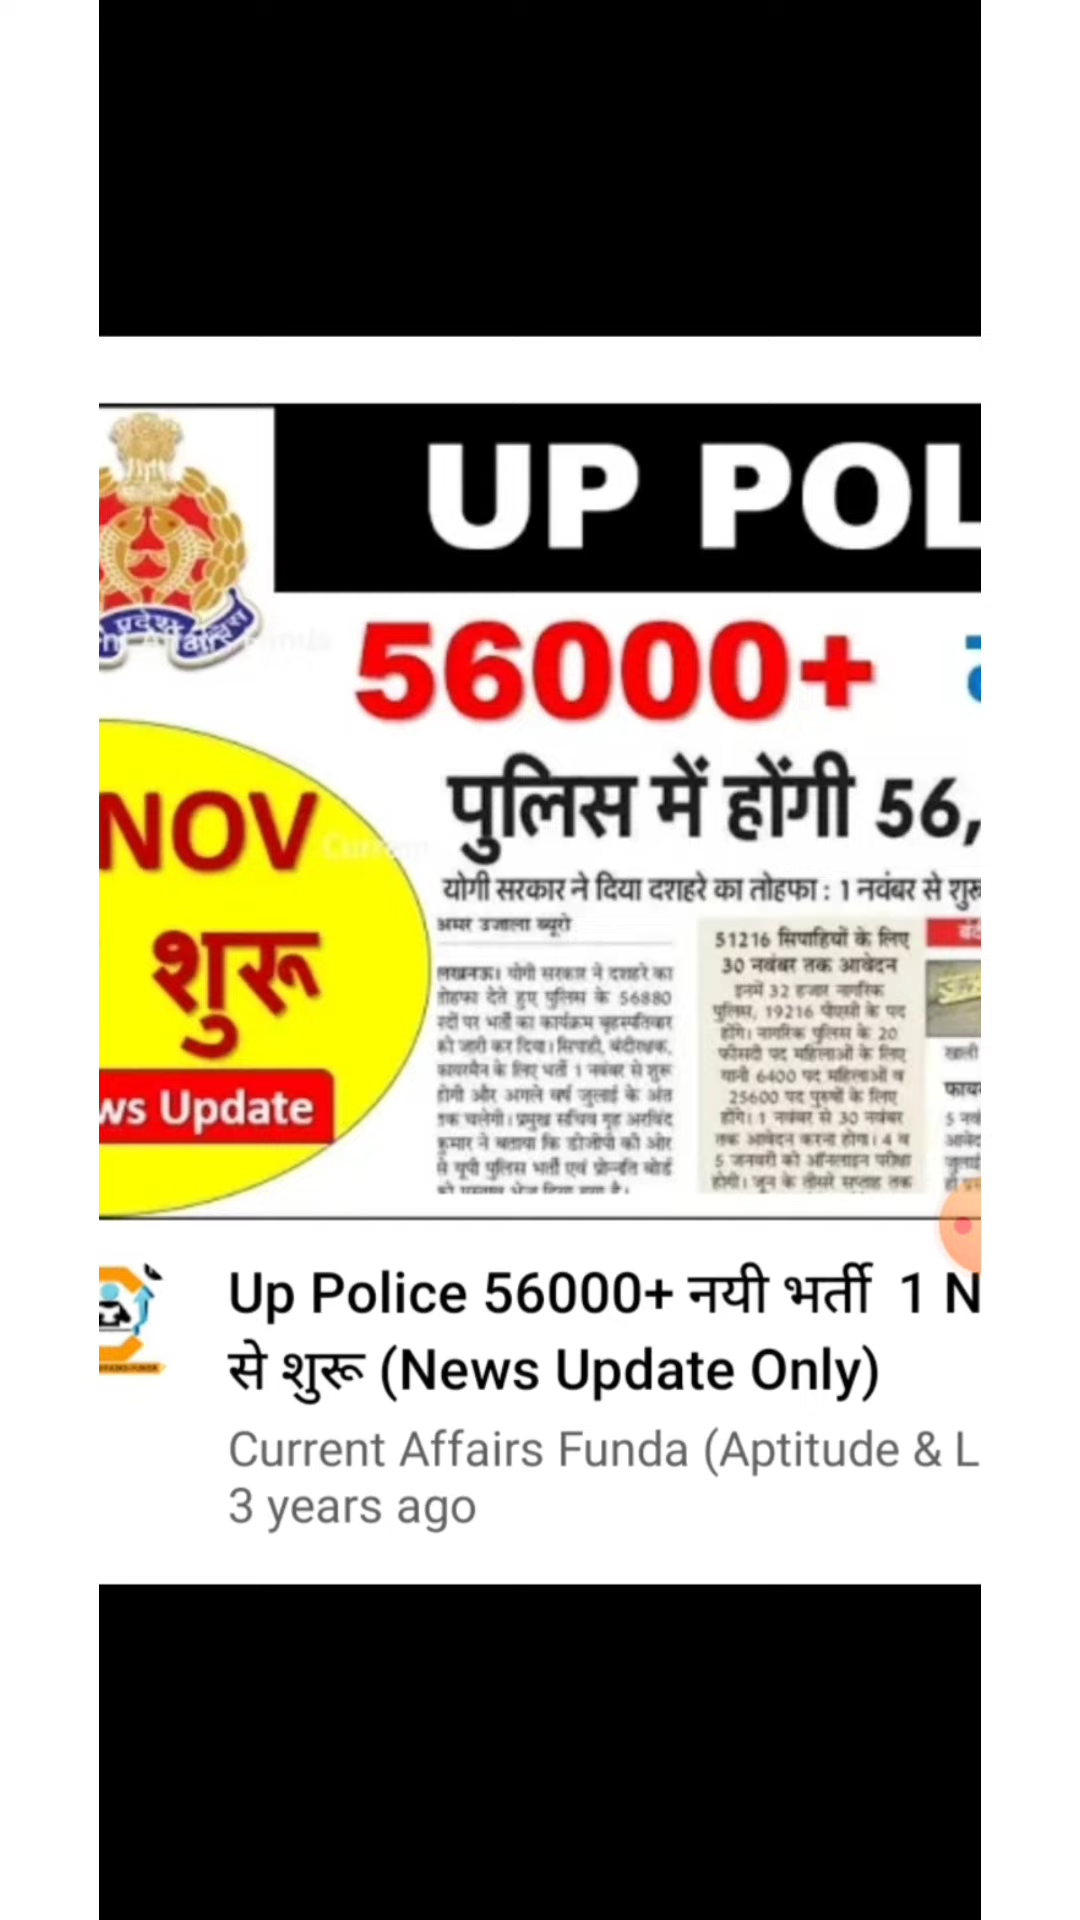 UP POL
56000+
पुलिस में होंगी 56,
योगी सरकार ने दिया दशहरे का तोहफा : 1 नवंबर से शुरू
NOV
शुरू
ws Update
अमर उजाला ब्यूरो
लखनऊ। योगी सरकार ने दशहरे का
तोहफा देते हुए पुलिस के 56880
पदों पर भर्ती का कार्यक्रम बृहस्पतिवार
को जारी कर दिया। सिपाही, बंदीरक्षक,
फायरमैन के लिए भर्ती 1 नवंबर से शुरू
होगी और अगले वर्ष जुलाई के अंत
तक चलेगी। प्रमुख सचिव गृह अरविंद
कुमार ने बताया कि डीजीपी की ओर
से यूपी पुलिस भर्ती एवं प्रोन्नति बोर्ड
को प्रस्ताव भेज दिया गया है।
51216 सिपाहियों के लिए
30 नवंबर तक आवेदन
इनमें 32 हजार नागरिक
पुलिस, 19216 पीएसी के पद
होंगे। नागरिक पुलिस के 20
फीसदी पद महिलाओं के लिए
यानी 6400 पद महिलाओं व
25600 पद पुरुषों के लिए
होंगे। 1 नवंबर से 30 नवंबर
तक आवेदन करना होगा। 4 व
5 जनवरी को ऑनलाइन परीक्षा
होगी। जून के तीसरे सप्ताह तक
खाली
फाय
5 नवं
आवेद
जुलाई
Up Police 56000+ नयी भर्ती 1 N
से शुरू (News Update Only)
Current Affairs Funda (Aptitude & L
3 years ago